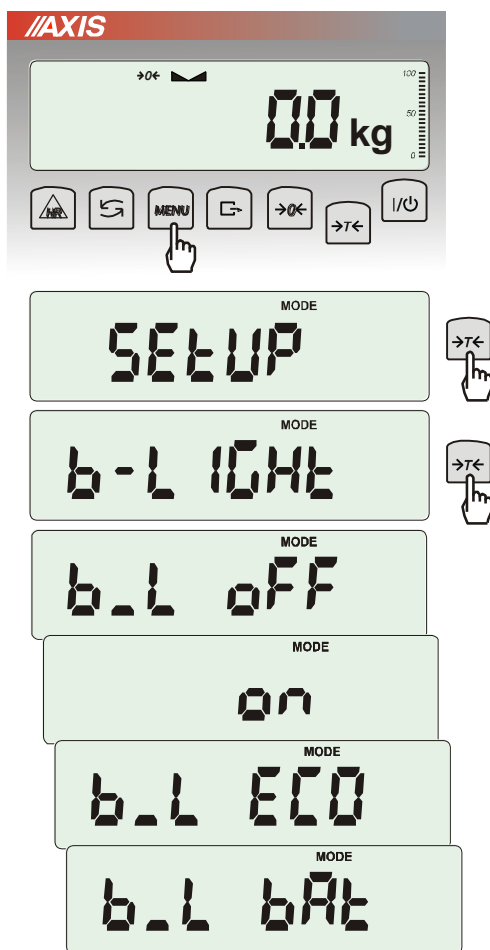 //AXIS
→0← 100
0.0 kg 50
0
HR MENU →0← →T← I/⏻
MODE
SEtUP
→T←
MODE
b-LIGHt
→T←
MODE
b_L oFF
MODE
on
MODE
b_L ECO
MODE
b_L bAt